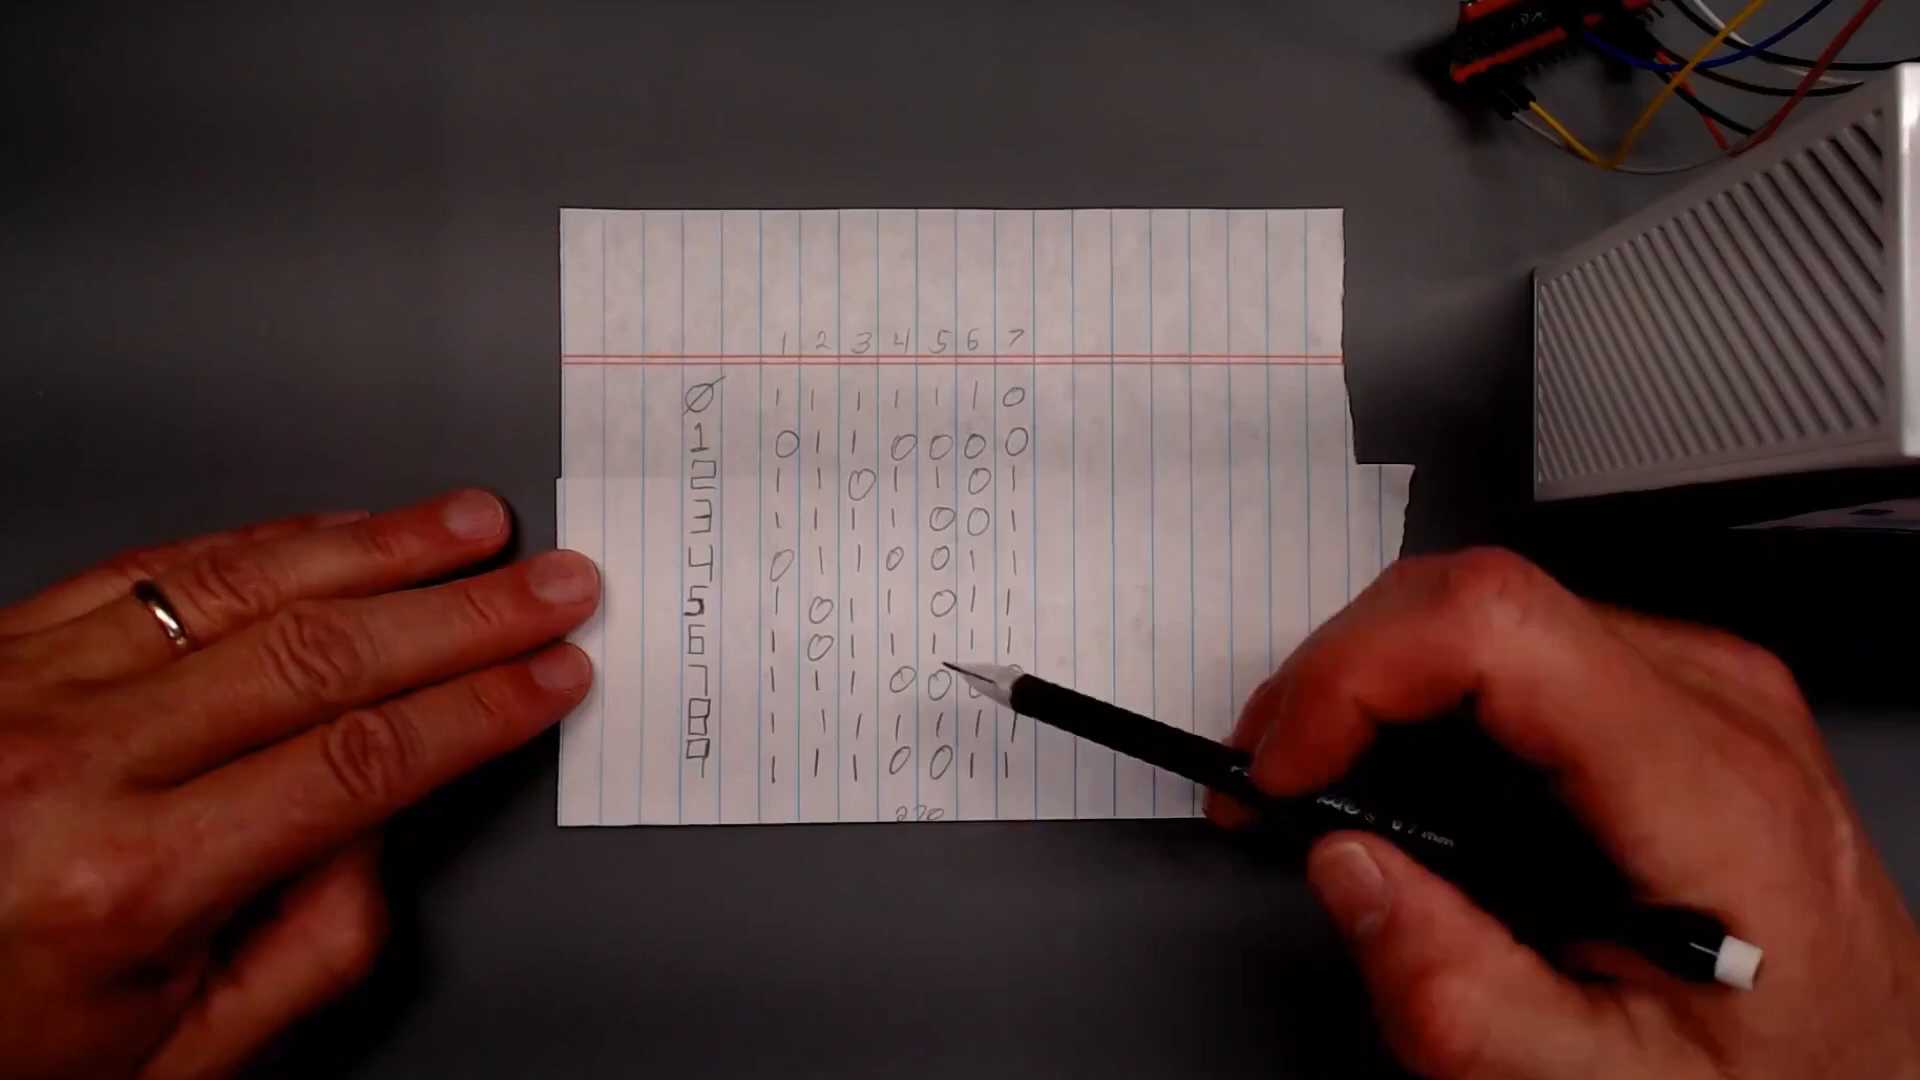 1 2 3 4 5 6 7
0 1 1 1 1 1 1 0
1 0 1 1 0 0 0 0
2 1 1 0 1 1 0 1
3 1 1 1 1 0 0 1
4 0 1 1 0 0 1 1
5 1 0 1 1 0 1 1
6 1 0 1 1 1 1 1
7 1 1 1 0 0 0 0
8 1 1 1 1 1 1 1
9 1 1 1 0 0 1 1
270